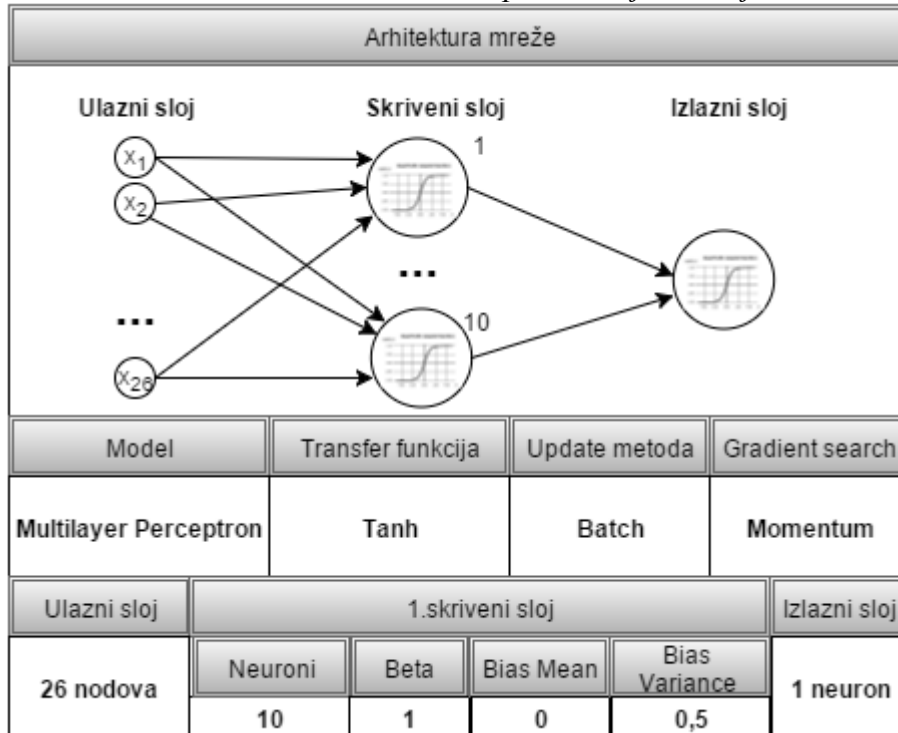 Arhitektura mreže
Ulazni sloj Skriveni sloj Izlazni sloj
x1
1
x2
...
...
10
x26
Model Transfer funkcija Update metoda Gradient search
Multilayer Perceptron Tanh Batch Momentum
Ulazni sloj 1.skriveni sloj Izlazni sloj
Neuroni Beta Bias Mean Bias Variance
26 nodova 1 neuron
10 1 0 0,5